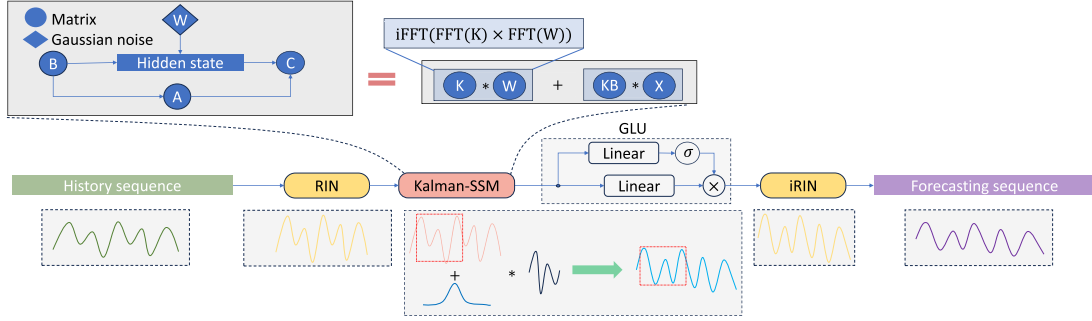 Matrix
Gaussian noise
W
B
Hidden state
C
A
=
iFFT(FFT(K) × FFT(W))
K * W + KB * X
GLU
Linear
σ
Linear
×
History sequence
RIN
Kalman-SSM
iRIN
Forecasting sequence
+
*